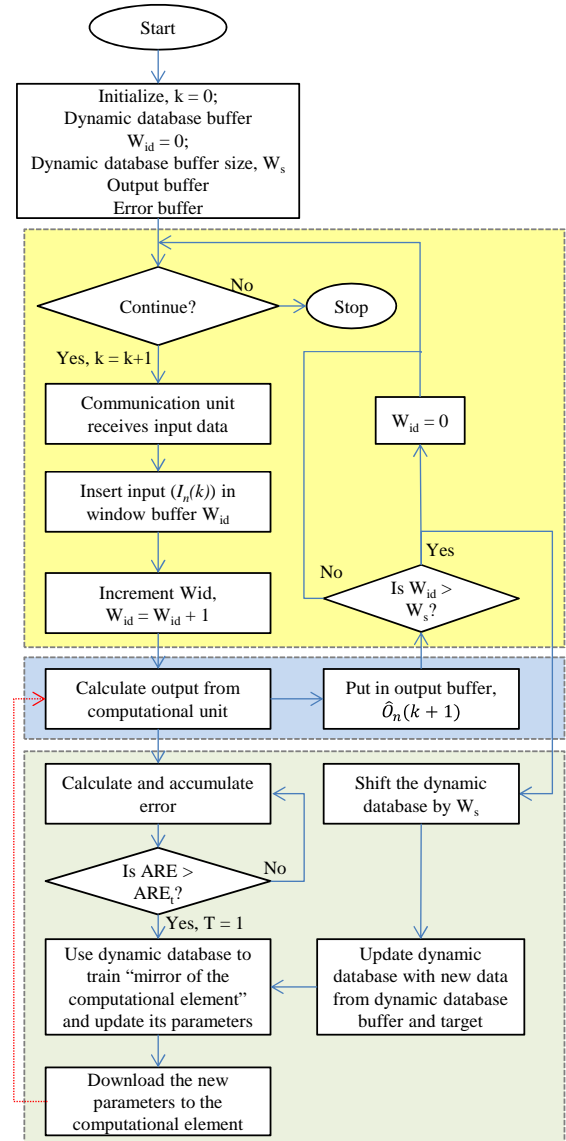 Start
Initialize, k = 0;
Dynamic database buffer
W_id = 0;
Dynamic database buffer size, W_s
Output buffer
Error buffer
Continue?
No
Stop
Yes, k = k+1
Communication unit
receives input data
W_id = 0
Insert input (I_n(k)) in
window buffer W_id
Yes
No
Is W_id >
W_s?
Increment Wid,
W_id = W_id + 1
Calculate output from
computational unit
Put in output buffer,
Ô_n(k + 1)
Calculate and accumulate
error
Shift the dynamic
database by W_s
Is ARE >
ARE_t?
No
Yes, T = 1
Use dynamic database to
train “mirror of the
computational element”
and update its parameters
Update dynamic
database with new data
from dynamic database
buffer and target
Download the new
parameters to the
computational element